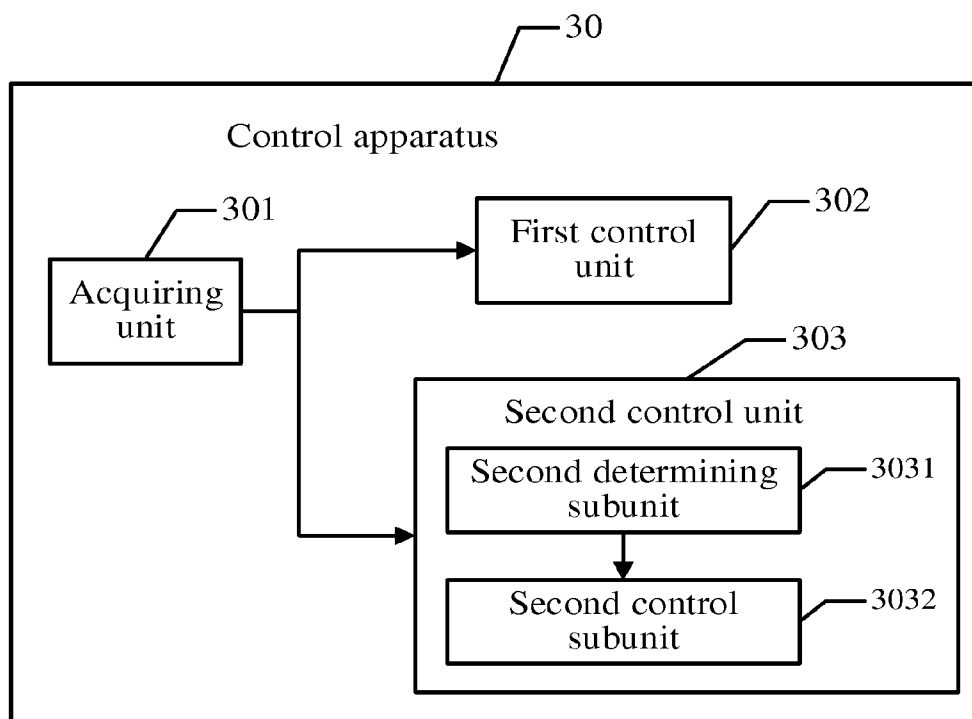 30
Control apparatus
301
302
First control
unit
Acquiring
unit
303
Second control unit
Second determining
subunit
3031
Second control
subunit
3032